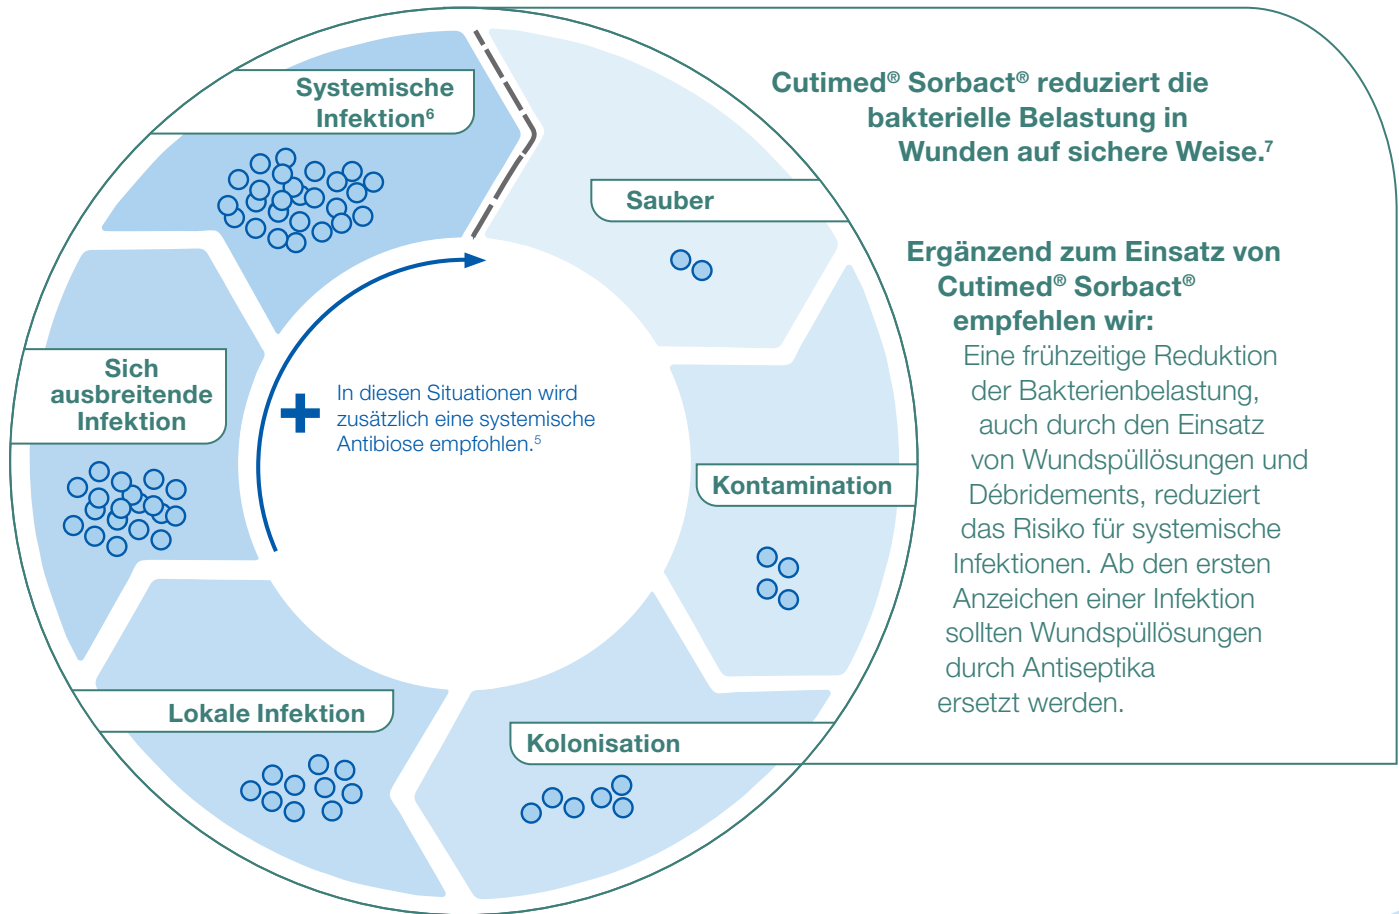 Systemische
Infektion⁶
Sauber
Kontamination
Kolonisation
Lokale Infektion
Sich
ausbreitende
Infektion
In diesen Situationen wird
zusätzlich eine systemische
Antibiose empfohlen.⁵
Cutimed® Sorbact® reduziert die
bakterielle Belastung in
Wunden auf sichere Weise.⁷
Ergänzend zum Einsatz von
Cutimed® Sorbact®
empfehlen wir:
Eine frühzeitige Reduktion
der Bakterienbelastung,
auch durch den Einsatz
von Wundspüllösungen und
Débridements, reduziert
das Risiko für systemische
Infektionen. Ab den ersten
Anzeichen einer Infektion
sollten Wundspüllösungen
durch Antiseptika
ersetzt werden.